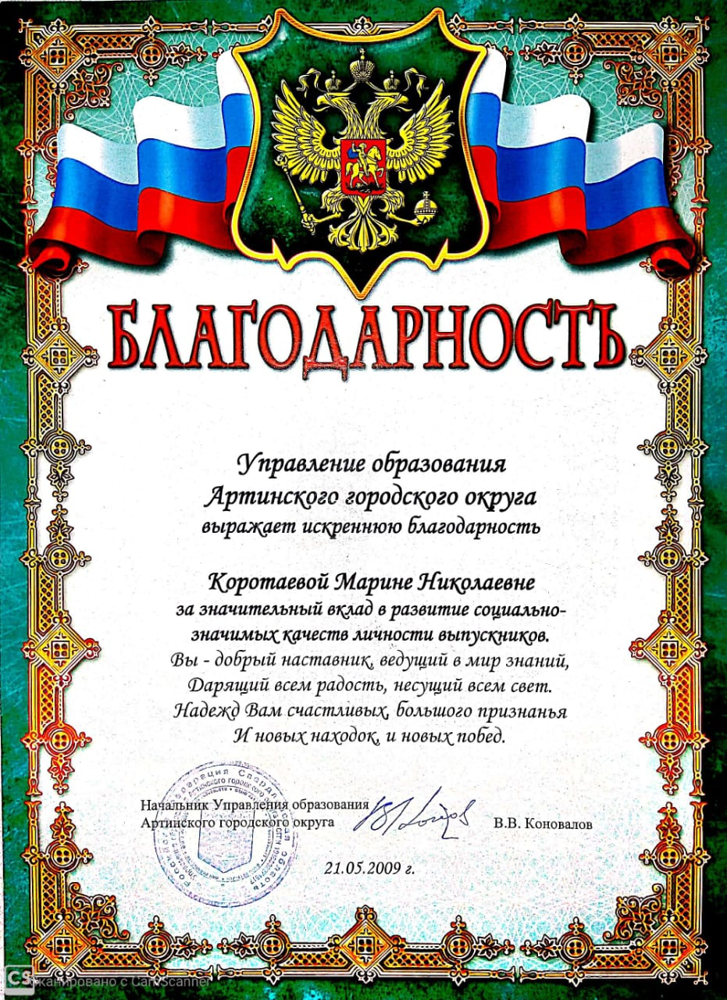 БЛАГОДАРНОСТЬ
Управление образования
Артинского городского округа
выражает искреннюю благодарность
Коротаевой Марине Николаевне
за значительный вклад в развитие социально-
значимых качеств личности выпускников.
Вы - добрый наставник, ведущий в мир знаний,
Дарящий всем радость, несущий всем свет.
Надежд Вам счастливых, большого признанья
И новых находок, и новых побед.
Начальник Управления образования
Артинского городского округа
В.В. Коновалов
21.05.2009 г.
CS
канировано с CamScanner